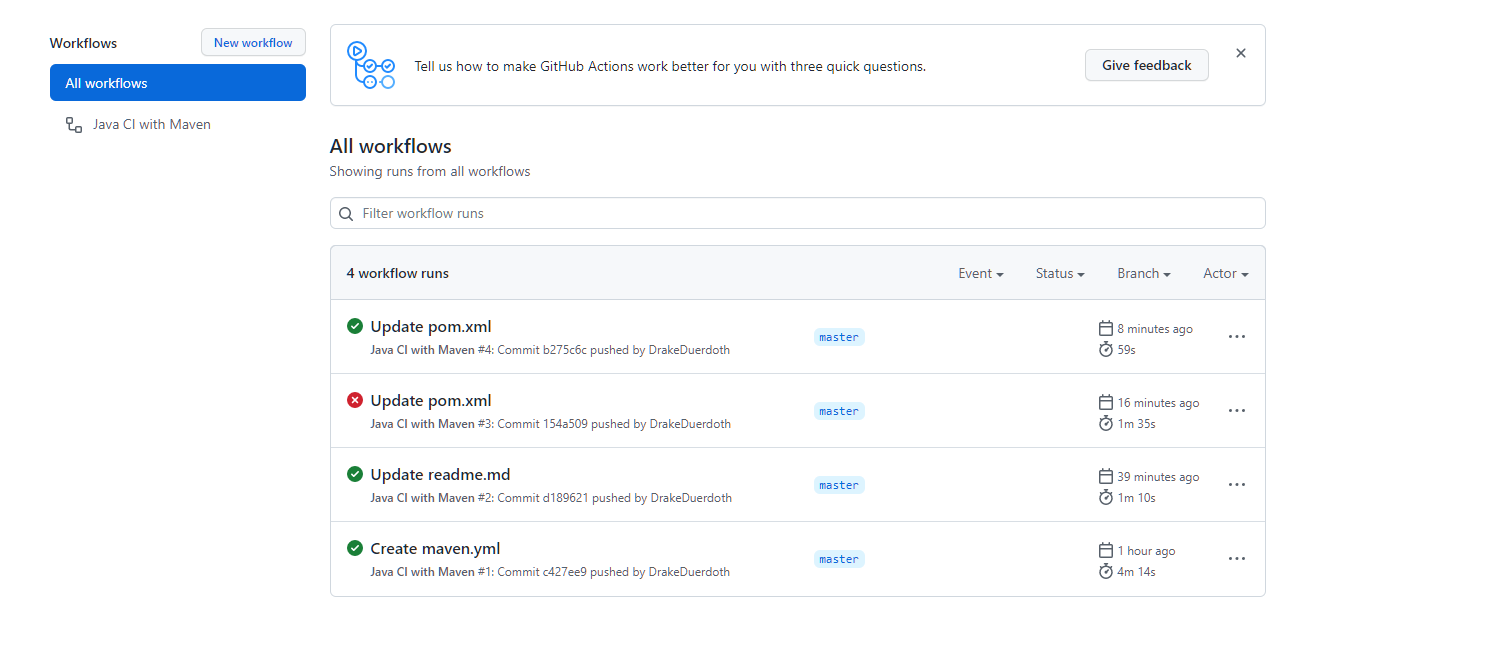 Workflows
New workflow
All workflows
Java CI with Maven
Tell us how to make GitHub Actions work better for you with three quick questions.
Give feedback
All workflows
Showing runs from all workflows
Filter workflow runs
4 workflow runs
Event
Status
Branch
Actor
Update pom.xml
Java CI with Maven #4: Commit b275c6c pushed by DrakeDuerdoth
master
8 minutes ago
59s
Update pom.xml
Java CI with Maven #3: Commit 154a509 pushed by DrakeDuerdoth
master
16 minutes ago
1m 35s
Update readme.md
Java CI with Maven #2: Commit d189621 pushed by DrakeDuerdoth
master
39 minutes ago
1m 10s
Create maven.yml
Java CI with Maven #1: Commit c427ee9 pushed by DrakeDuerdoth
master
1 hour ago
4m 14s